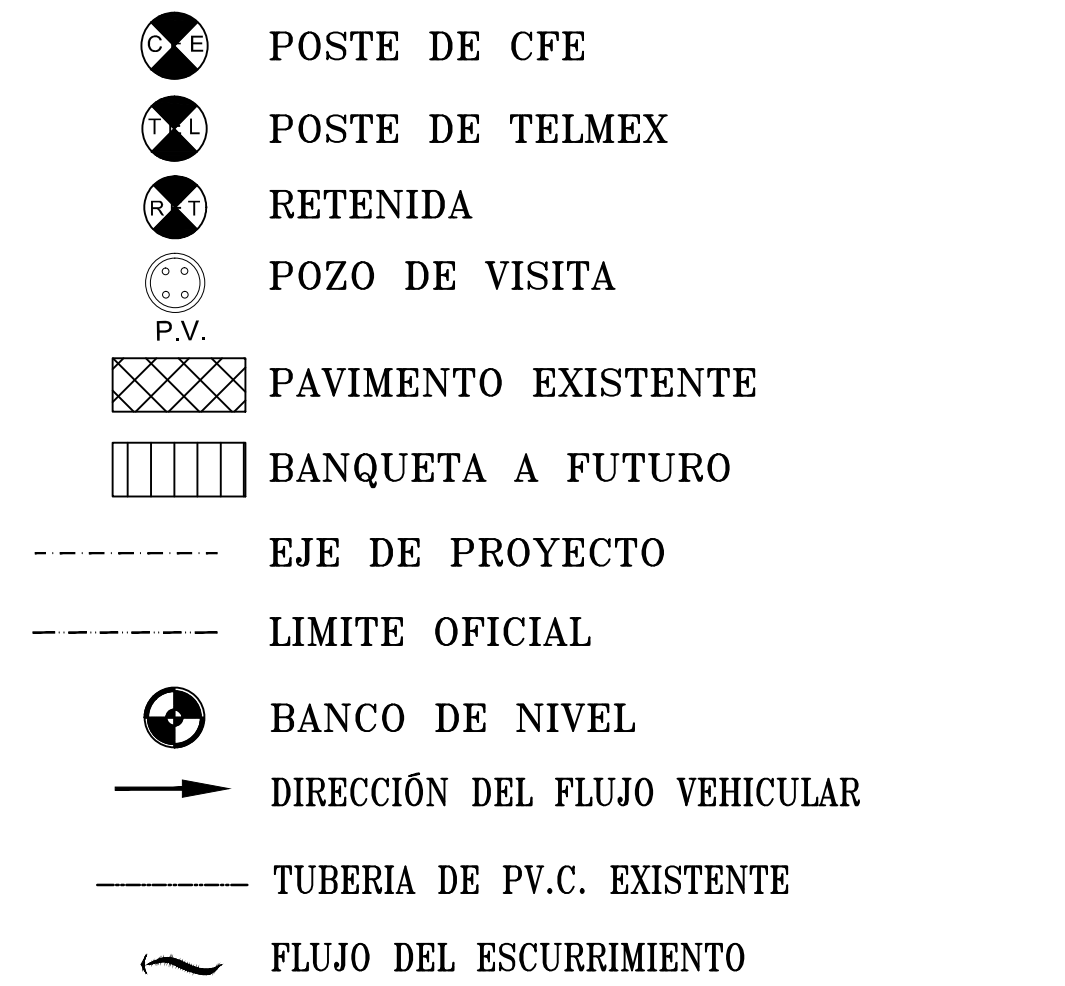 C E POSTE DE CFE
T L POSTE DE TELMEX
R T RETENIDA
POZO DE VISITA
P.V.
PAVIMENTO EXISTENTE
BANQUETA A FUTURO
EJE DE PROYECTO
LIMITE OFICIAL
BANCO DE NIVEL
DIRECCIÓN DEL FLUJO VEHICULAR
TUBERIA DE PV.C. EXISTENTE
FLUJO DEL ESCURRIMIENTO